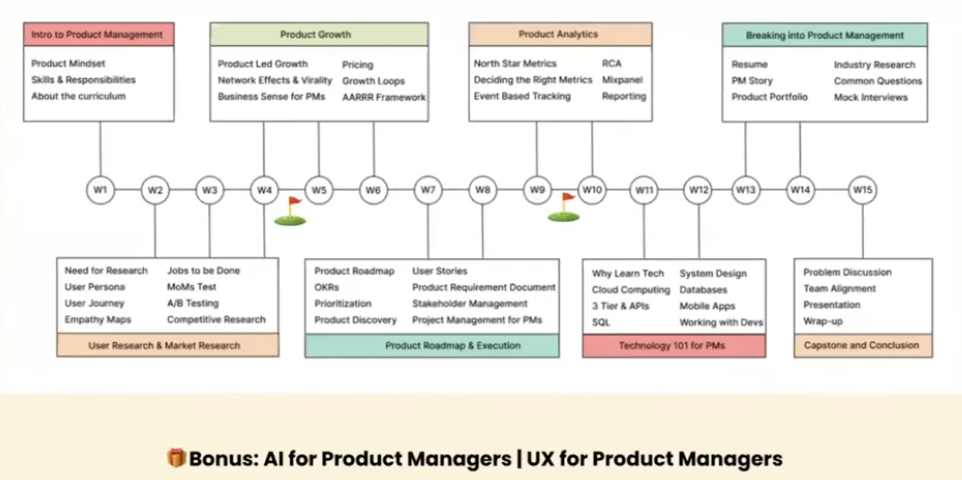 Intro to Product Management
Product Mindset
Skills & Responsibilities
About the curriculum
Product Growth
Product Led Growth
Network Effects & Virality
Business Sense for PMs
Pricing
Growth Loops
AARRR Framework
Product Analytics
North Star Metrics
Deciding the Right Metrics
Event Based Tracking
RCA
Mixpanel
Reporting
Breaking into Product Management
Resume
PM Story
Product Portfolio
Industry Research
Common Questions
Mock Interviews
W1 W2 W3 W4 W5 W6 W7 W8 W9 W10 W11 W12 W13 W14 W15
Need for Research
User Persona
User Journey
Empathy Maps
Jobs to be Done
MoMs Test
A/B Testing
Competitive Research
User Research & Market Research
Product Roadmap
OKRs
Prioritization
Product Discovery
User Stories
Product Requirement Document
Stakeholder Management
Project Management for PMs
Product Roadmap & Execution
Why Learn Tech
Cloud Computing
3 Tier & APIs
SQL
System Design
Databases
Mobile Apps
Working with Devs
Technology 101 for PMs
Problem Discussion
Team Alignment
Presentation
Wrap-up
Capstone and Conclusion
Bonus: AI for Product Managers | UX for Product Managers